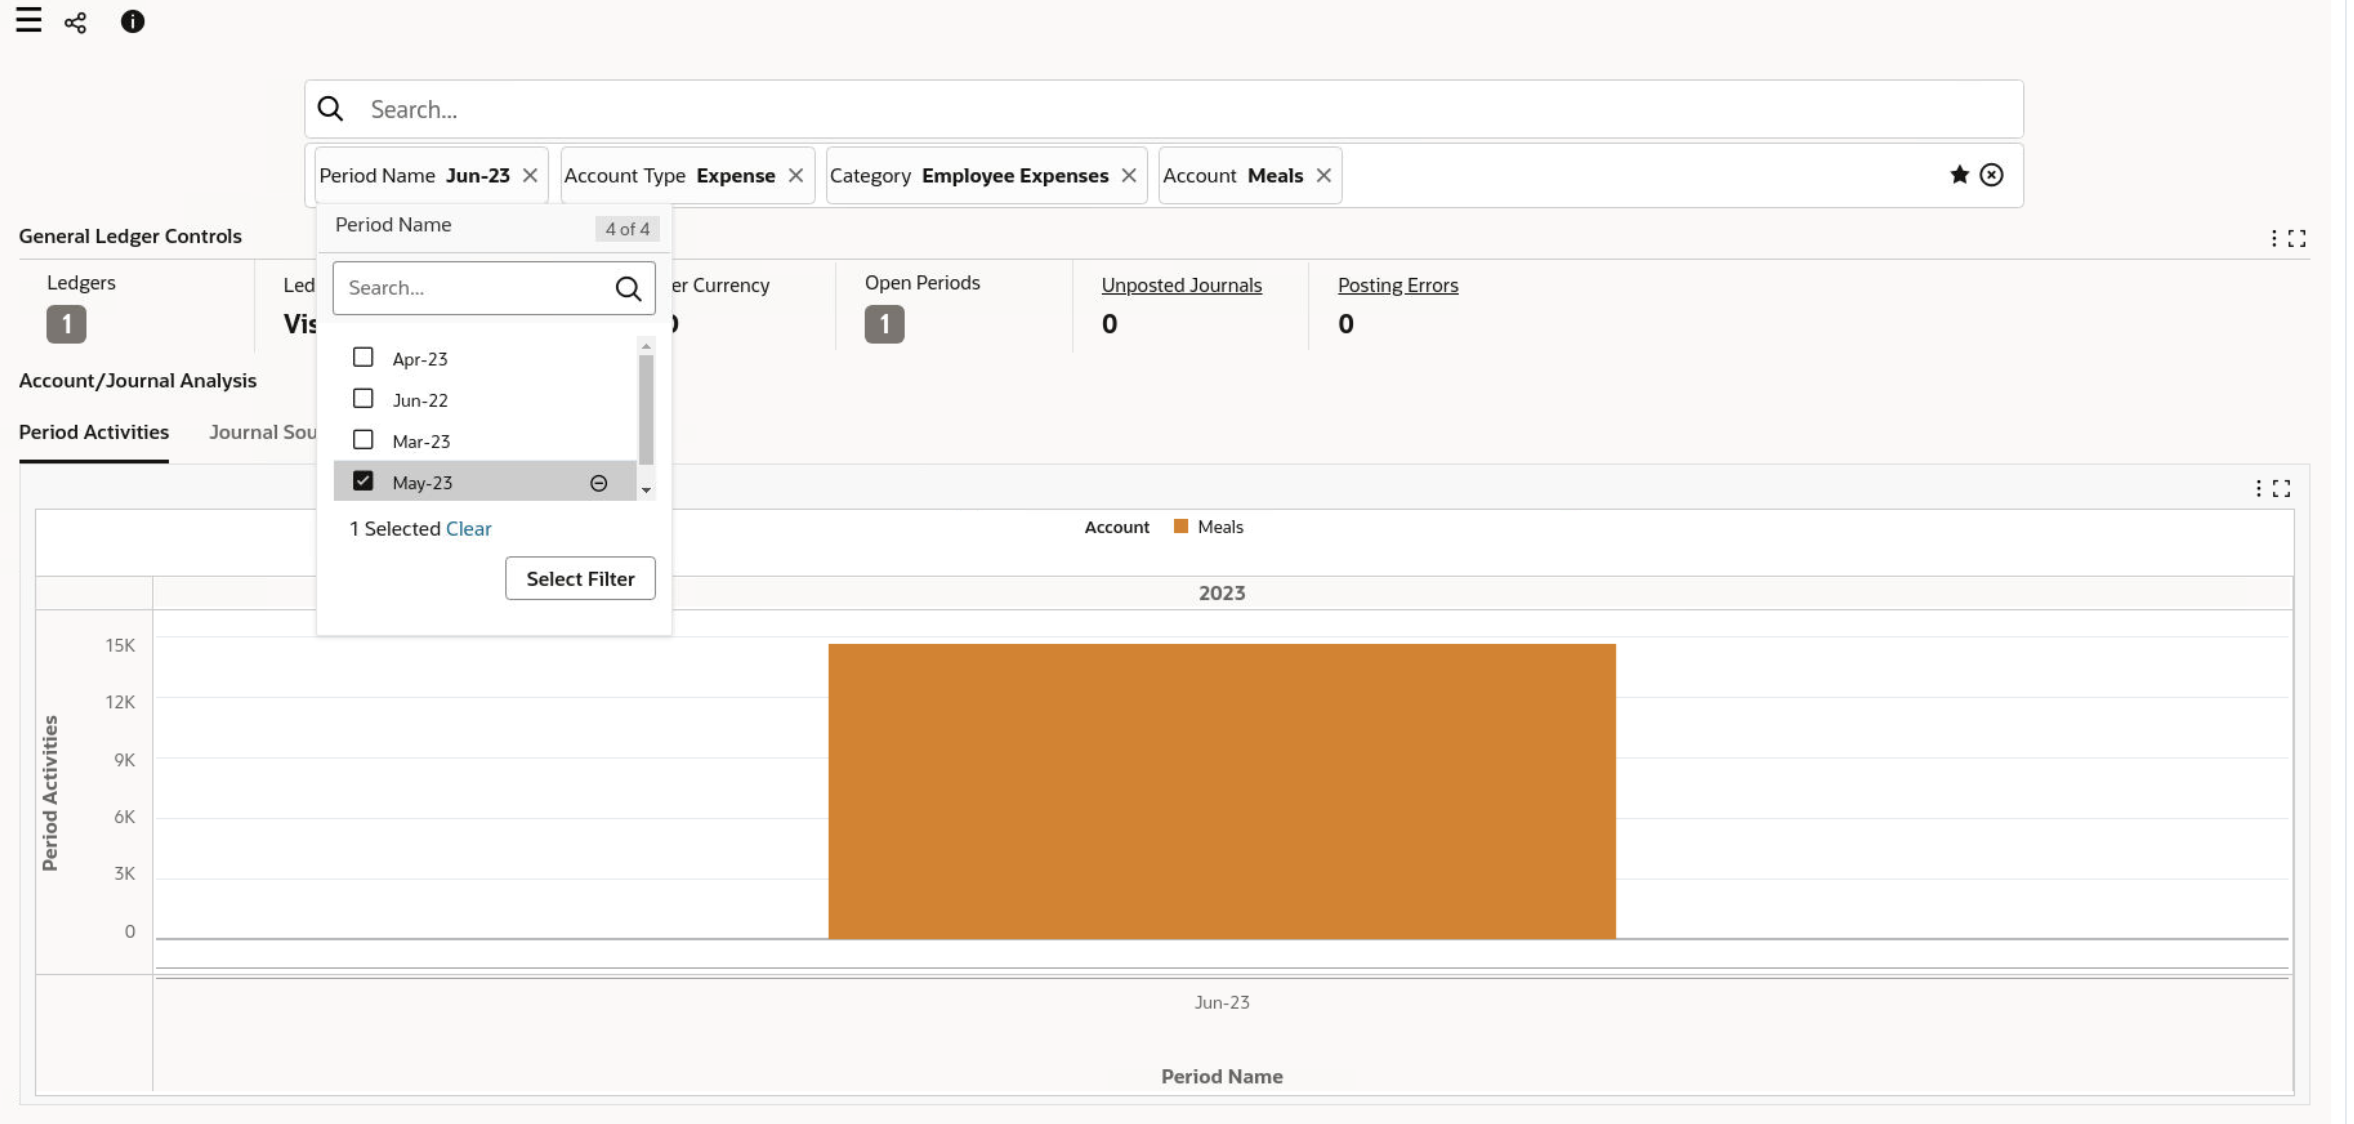 Search...
Period Name Jun-23 Account Type Expense Category Employee Expenses Account Meals
Period Name 4 of 4
Search...
Apr-23
Jun-22
Mar-23
May-23
1 Selected Clear
Select Filter
General Ledger Controls
Ledgers
1
Led
Vis
er Currency
Open Periods
1
Unposted Journals
0
Posting Errors
0
Account/Journal Analysis
Period Activities Journal Sou
Account Meals
2023
Period Activities
15K
12K
9K
6K
3K
0
Jun-23
Period Name